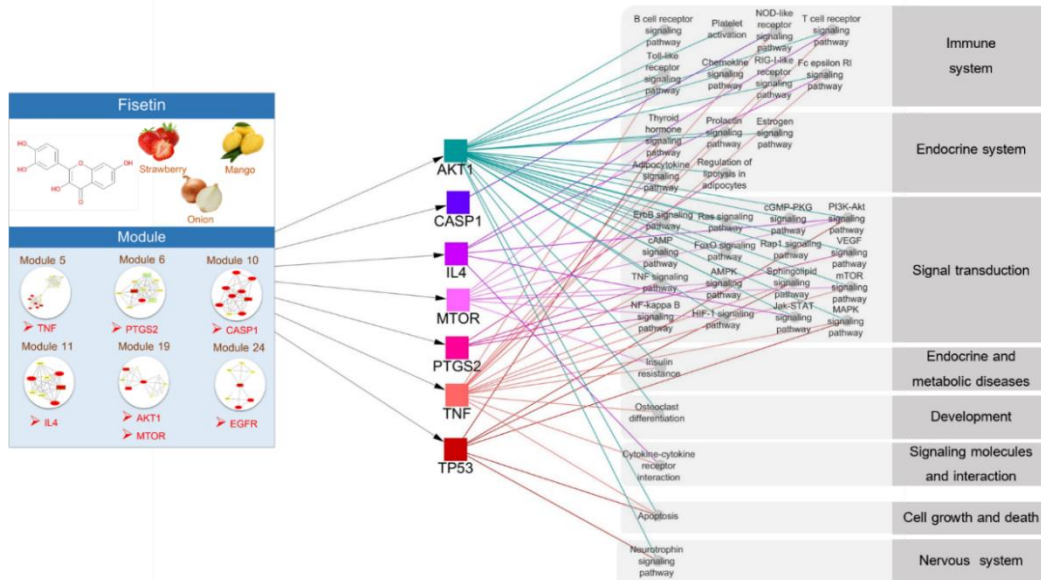 Fisetin
HO
HO
O
OH
HO
O
Strawberry
Mango
Onion
Module
Module 5
Module 6
Module 10
TNF
PTGS2
CASP1
Module 11
Module 19
Module 24
IL4
AKT1
MTOR
EGFR
AKT1
CASP1
IL4
MTOR
PTGS2
TNF
TP53
B cell receptor
signaling
pathway
Platelet
activation
NOD-like
receptor
signaling
pathway
T cell receptor
signaling
pathway
Toll-like
receptor
signaling
pathway
Chemokine
signaling
pathway
RIG-I-like
receptor
signaling
pathway
Fc epsilon RI
signaling
pathway
Immune
system
Thyroid
hormone
signaling
pathway
Prolactin
signaling
pathway
Estrogen
signaling
pathway
Adipocytokine
signaling
pathway
Regulation of
lipolysis in
adipocytes
Endocrine system
ErbB signaling
pathway
Ras signaling
pathway
cGMP-PKG
signaling
pathway
PI3K-Akt
signaling
pathway
cAMP
signaling
pathway
FoxO signaling
pathway
Rap1 signaling
pathway
VEGF
signaling
pathway
TNF signaling
pathway
AMPK
signaling
pathway
Sphingolipid
signaling
pathway
mTOR
signaling
pathway
NF-kappa B
signaling
pathway
HIF-1 signaling
pathway
Jak-STAT
signaling
pathway
MAPK
signaling
pathway
Signal transduction
Insulin
resistance
Endocrine and
metabolic diseases
Osteoclast
differentiation
Development
Cytokine-cytokine
receptor
interaction
Signaling molecules
and interaction
Apoptosis
Cell growth and death
Neurotrophin
signaling
pathway
Nervous system